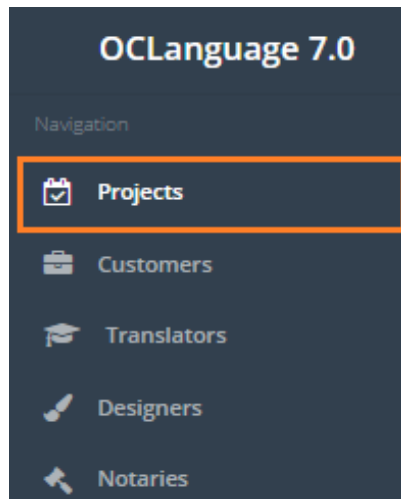 OCLanguage 7.0
Navigation
Projects
Customers
Translators
Designers
Notaries